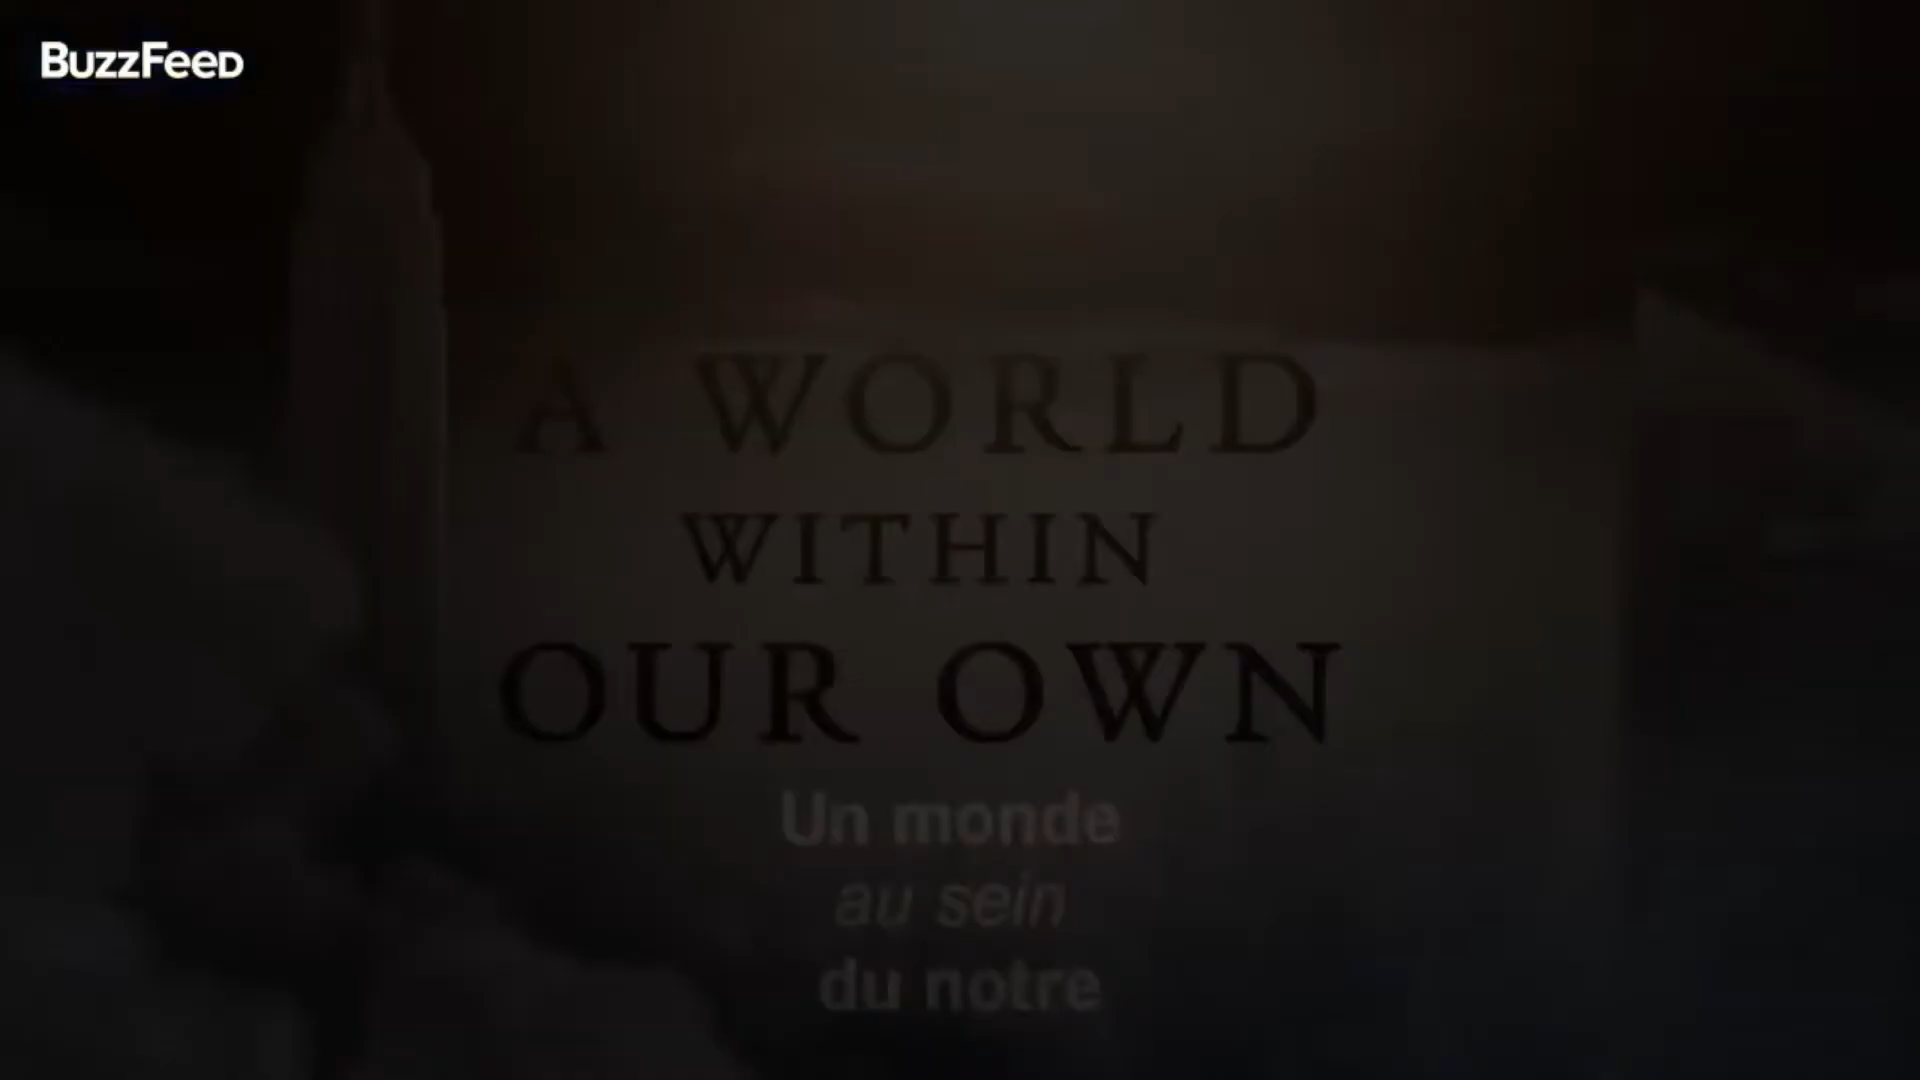 BuzzFeed
A WORLD
WITHIN
OUR OWN
Un monde
au sein
du notre